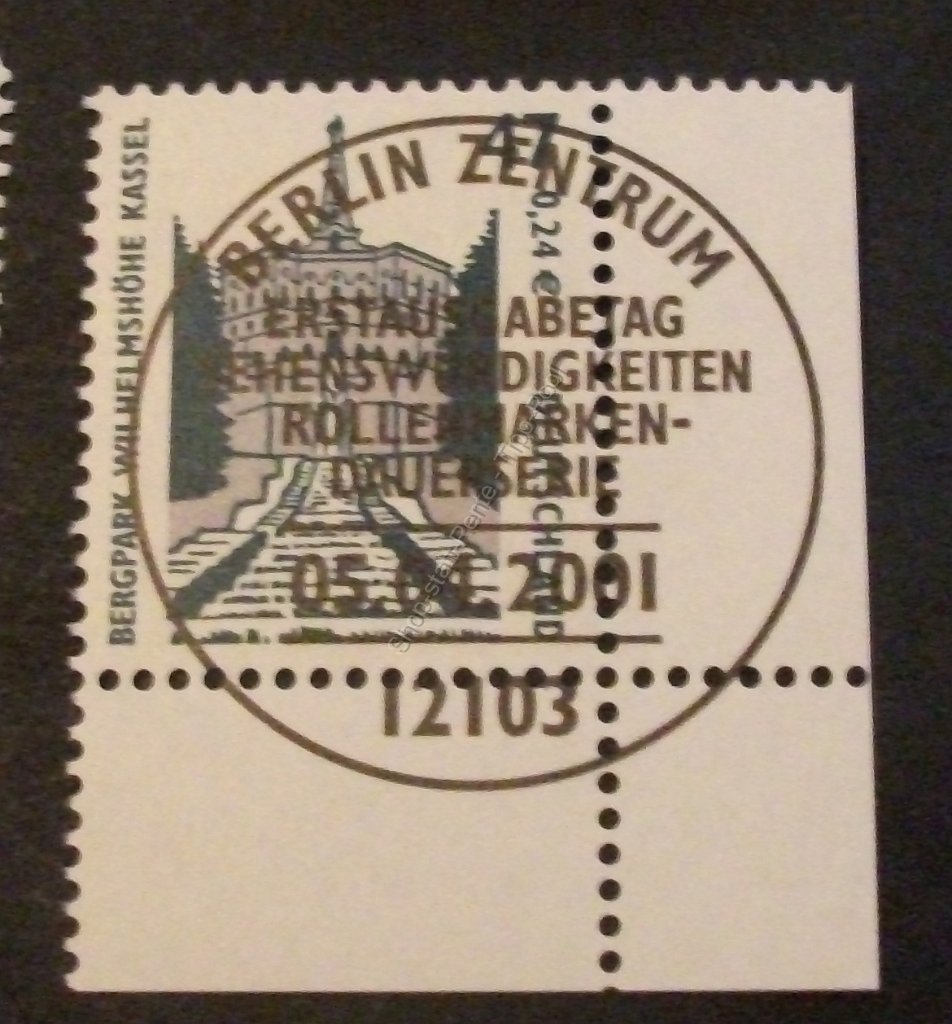 BERGPARK WILHELMSHÖHE KASSEL
47
0,24 €
BERLIN ZENTRUM
ERSTAUSGABETAG
SEHENSWÜRDIGKEITEN
ROLLENMARKEN-
DAUERSERIE
2001
12103